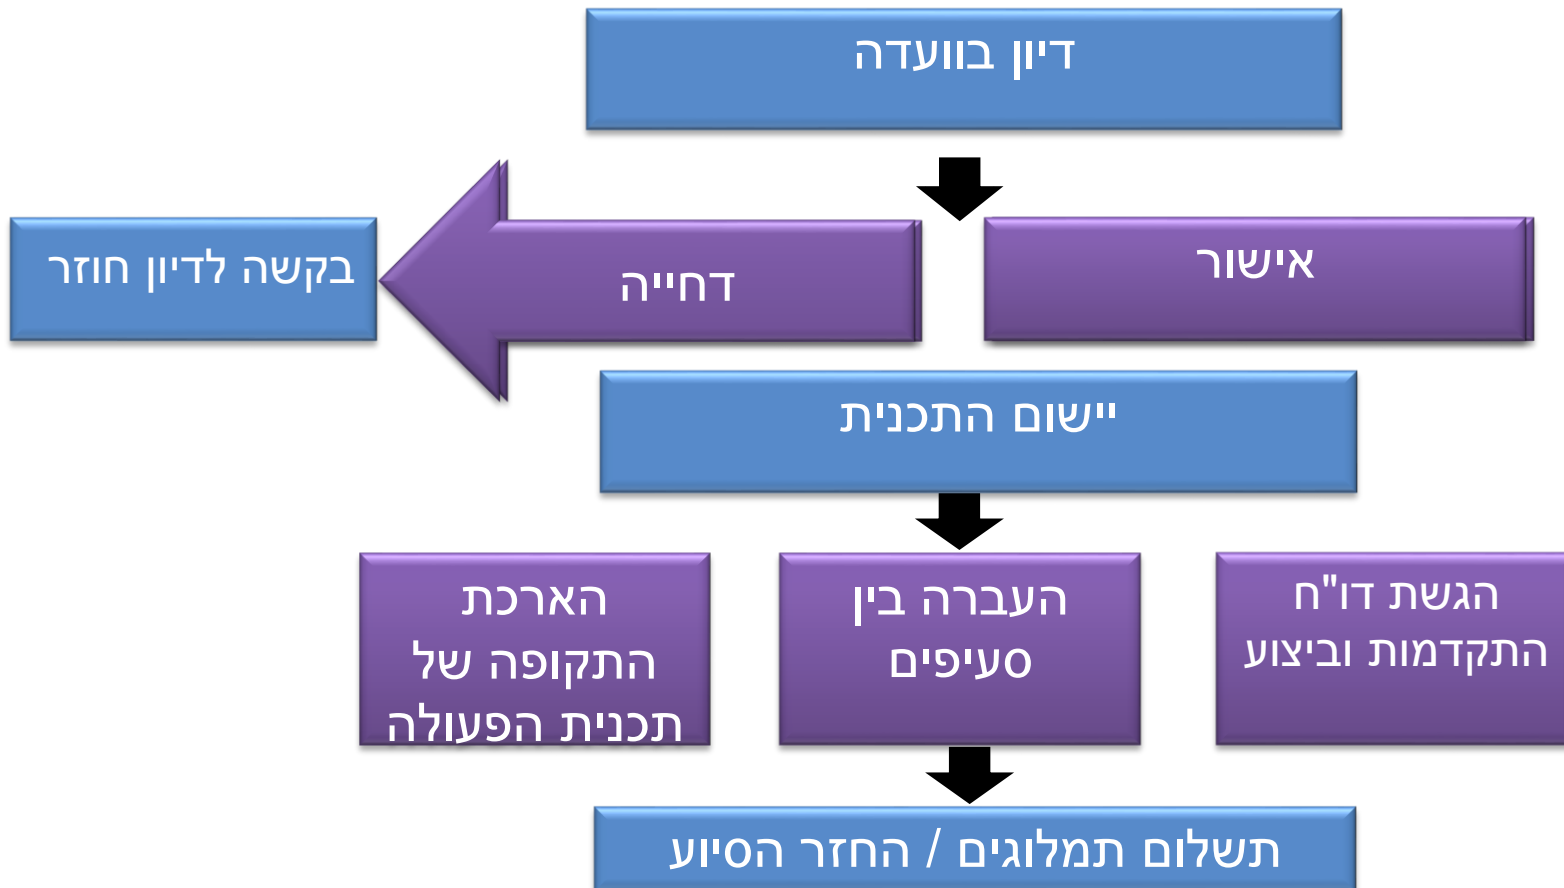 דיון בוועדה
אישור
דחייה
בקשה לדיון חוזר
יישום התכנית
הגשת דו"ח
התקדמות וביצוע
העברה בין
סעיפים
הארכת
התקופה של
תכנית הפעולה
תשלום תמלוגים / החזר הסיוע